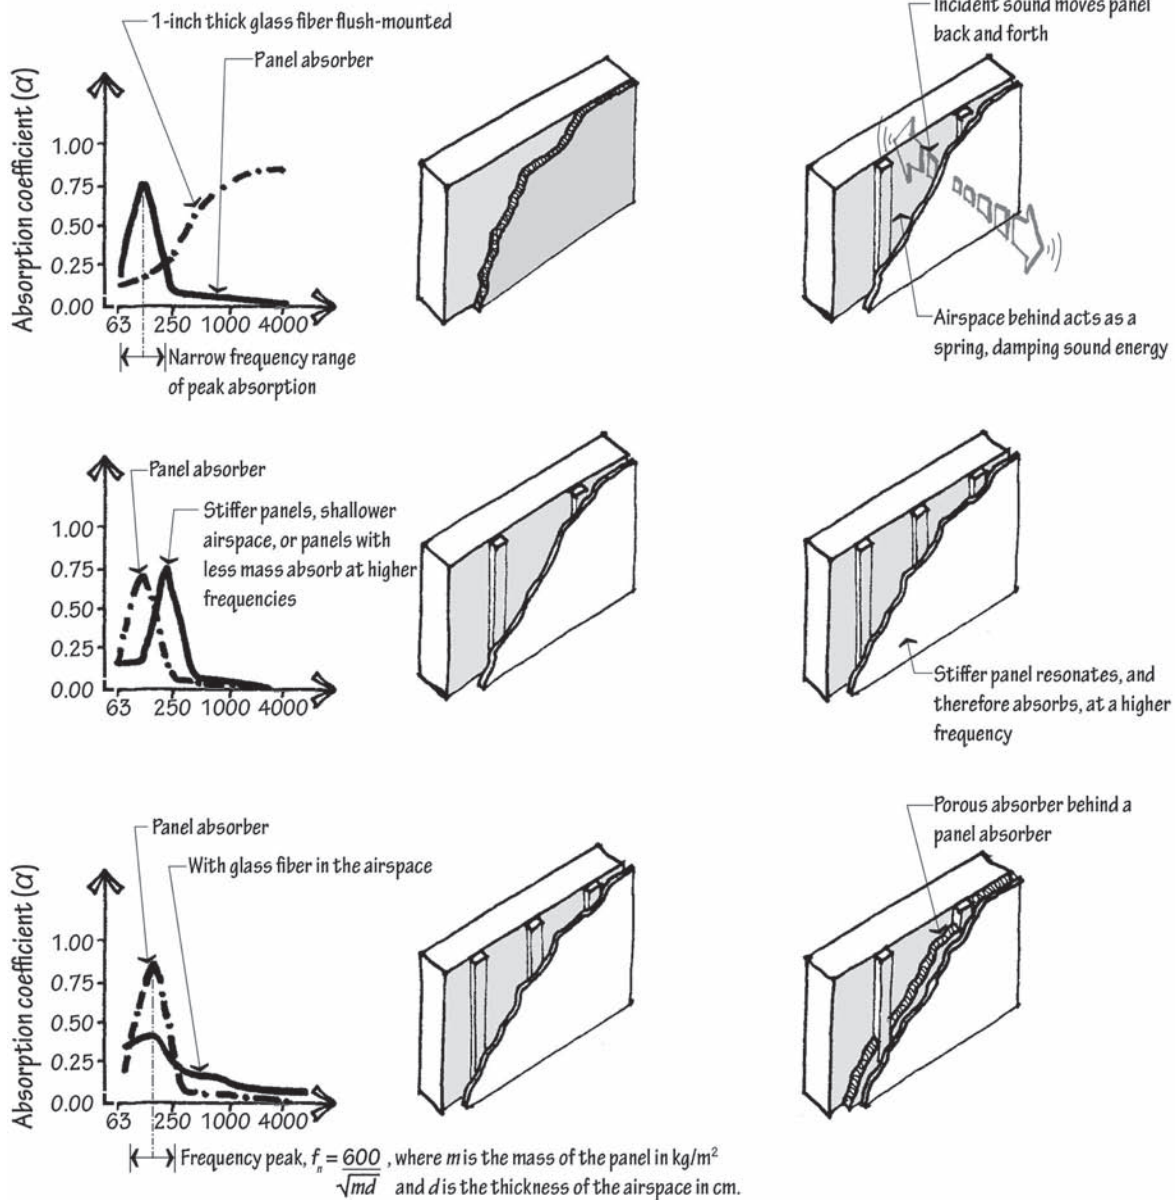 1-inch thick glass fiber flush-mounted
Panel absorber
Absorption coefficient (α)
1.00
0.75
0.50
0.25
0.00
63 250 1000 4000
Narrow frequency range
of peak absorption
Incident sound moves panel
back and forth
Airspace behind acts as a
spring, damping sound energy
Panel absorber
Stiffer panels, shallower
airspace, or panels with
less mass absorb at higher
frequencies
1.00
0.75
0.50
0.25
0.00
63 250 1000 4000
Stiffer panel resonates, and
therefore absorbs, at a higher
frequency
Panel absorber
With glass fiber in the airspace
Absorption coefficient (α)
1.00
0.75
0.50
0.25
0.00
63 250 1000 4000
Porous absorber behind a
panel absorber
Frequency peak, fₙ = 600/√md , where m is the mass of the panel in kg/m²
and d is the thickness of the airspace in cm.